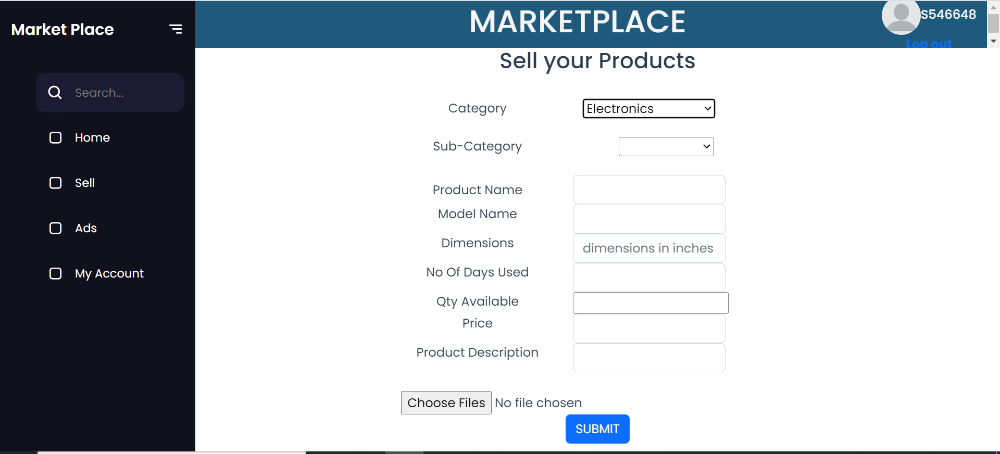 Market Place
Search...
Home
Sell
Ads
My Account
MARKETPLACE
S546648
Log out
Sell your Products
Category
Electronics
Sub-Category
Product Name
Model Name
Dimensions
dimensions in inches
No Of Days Used
Qty Available
Price
Product Description
Choose Files No file chosen
SUBMIT